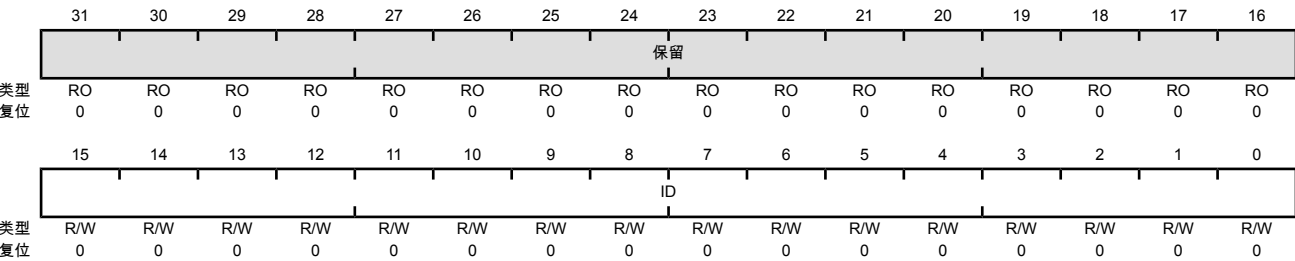 31 30 29 28 27 26 25 24 23 22 21 20 19 18 17 16
保留
类型 RO RO RO RO RO RO RO RO RO RO RO RO RO RO RO RO
复位 0 0 0 0 0 0 0 0 0 0 0 0 0 0 0 0
15 14 13 12 11 10 9 8 7 6 5 4 3 2 1 0
ID
类型 R/W R/W R/W R/W R/W R/W R/W R/W R/W R/W R/W R/W R/W R/W R/W R/W
复位 0 0 0 0 0 0 0 0 0 0 0 0 0 0 0 0